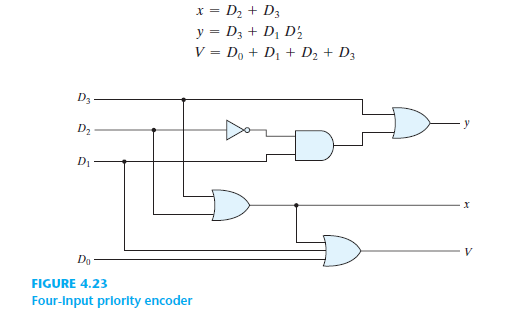 x = D₂ + D₃
y = D₃ + D₁ D′₂
V = D₀ + D₁ + D₂ + D₃
D₃
D₂
y
D₁
x
V
D₀
FIGURE 4.23
Four-input priority encoder